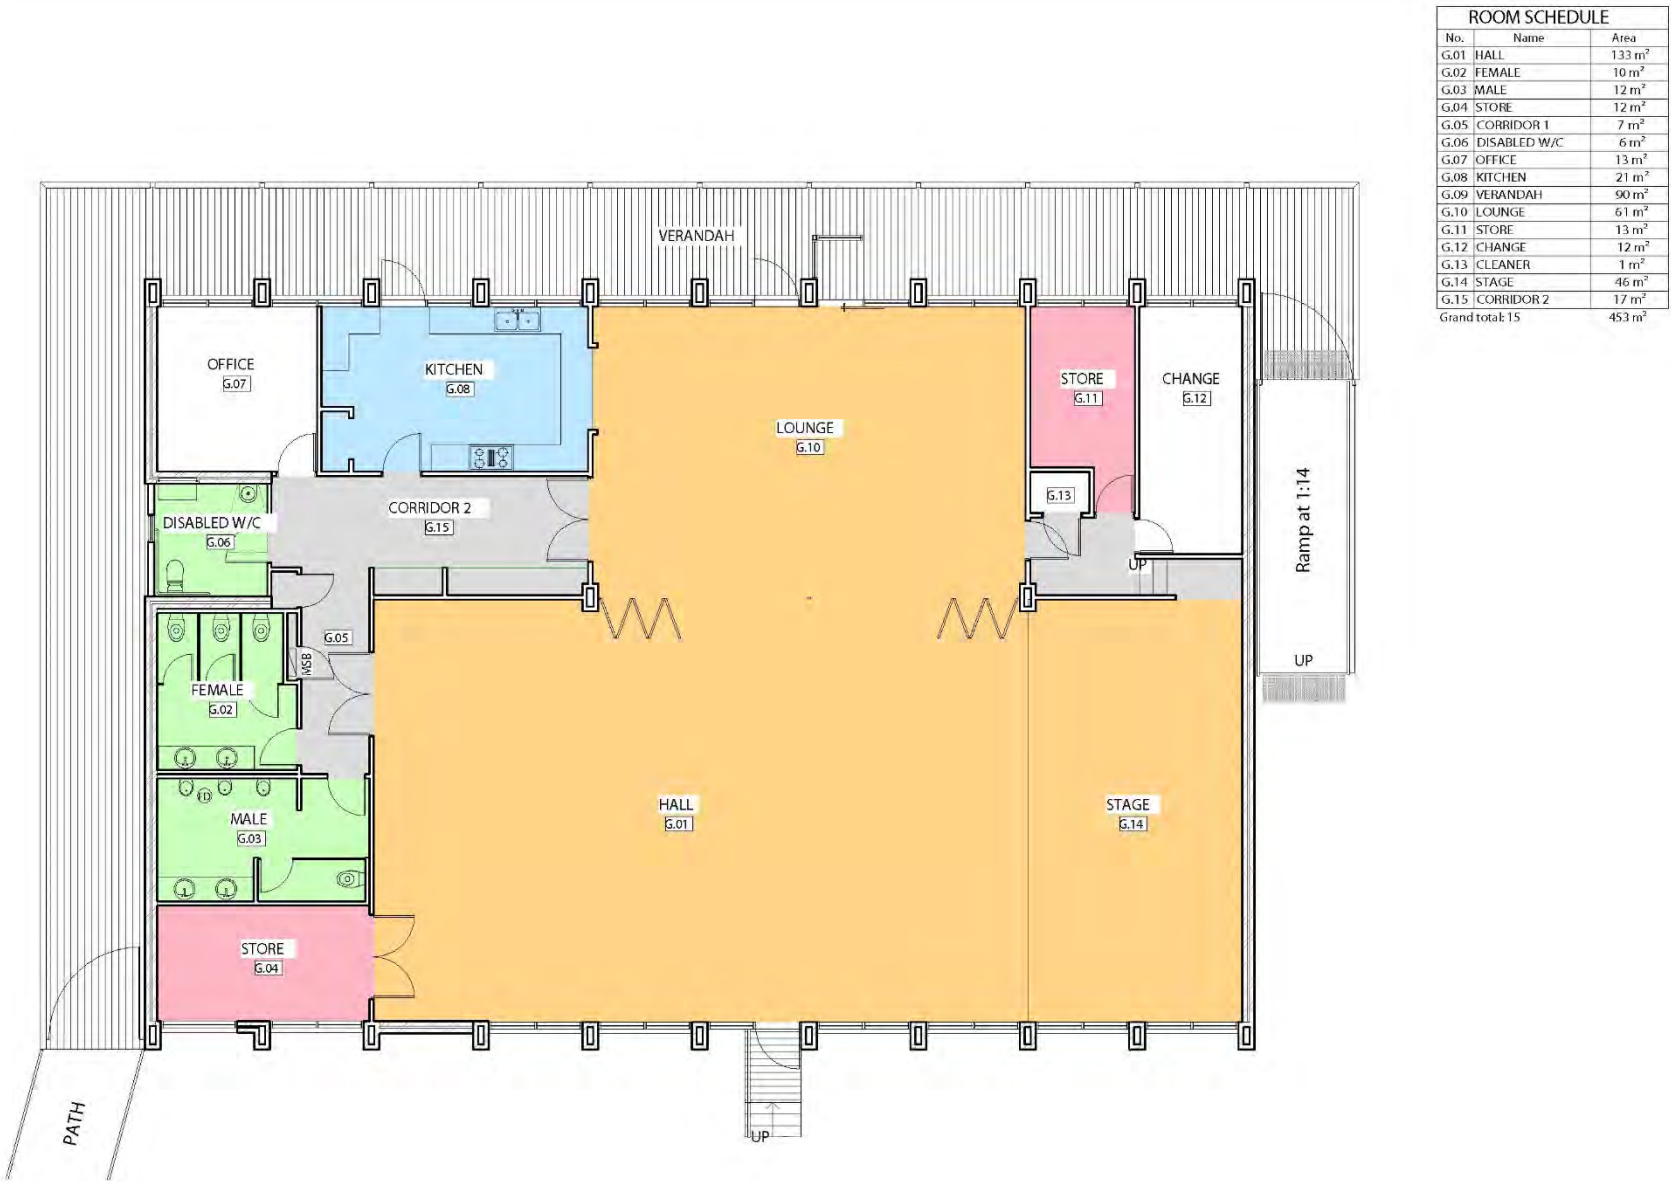 ROOM SCHEDULE
No. Name Area
G.01 HALL 133 m²
G.02 FEMALE 10 m²
G.03 MALE 12 m²
G.04 STORE 12 m²
G.05 CORRIDOR 1 7 m²
G.06 DISABLED W/C 6 m²
G.07 OFFICE 13 m²
G.08 KITCHEN 21 m²
G.09 VERANDAH 90 m²
G.10 LOUNGE 61 m²
G.11 STORE 13 m²
G.12 CHANGE 12 m²
G.13 CLEANER 1 m²
G.14 STAGE 46 m²
G.15 CORRIDOR 2 17 m²
Grand total: 15 453 m²
VERANDAH
OFFICE
G.07
KITCHEN
G.08
LOUNGE
G.10
STORE
G.11
CHANGE
G.12
G.13
CORRIDOR 2
G.15
DISABLED W/C
G.06
UP
Ramp at 1:14
UP
G.05
MSB
FEMALE
G.02
FD
MALE
G.03
HALL
G.01
STAGE
G.14
STORE
G.04
PATH
UP